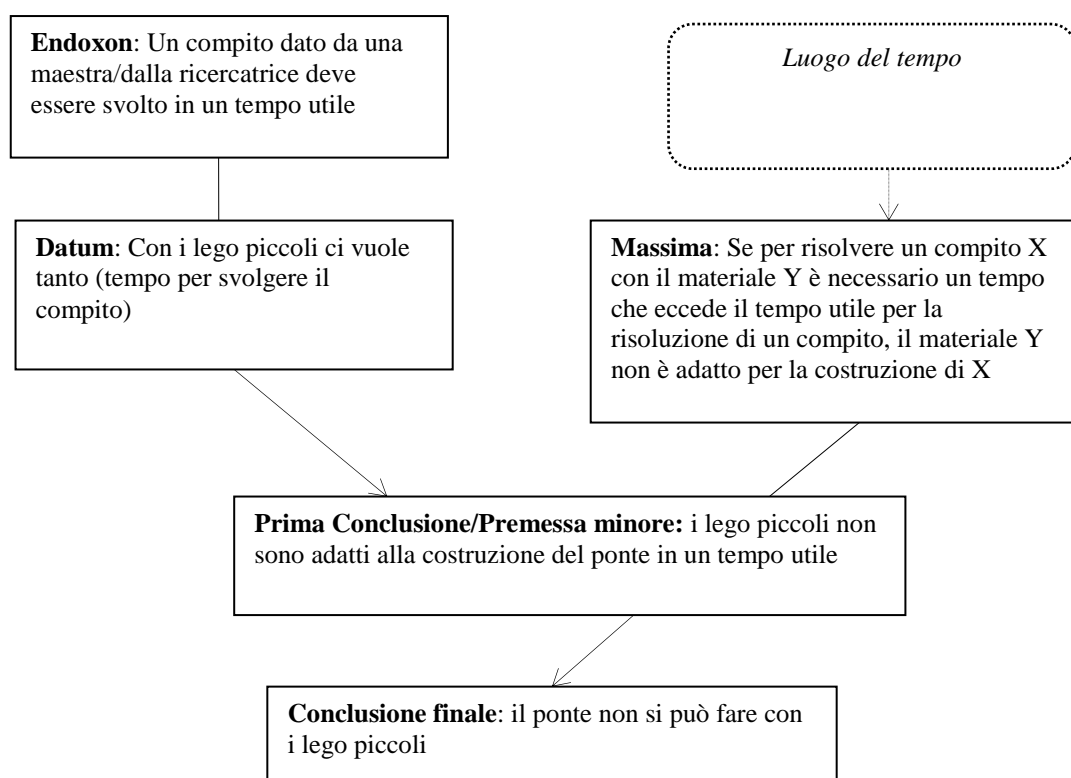 Endoxon: Un compito dato da una
maestra/dalla ricercatrice deve
essere svolto in un tempo utile
Luogo del tempo
Datum: Con i lego piccoli ci vuole
tanto (tempo per svolgere il
compito)
Massima: Se per risolvere un compito X
con il materiale Y è necessario un tempo
che eccede il tempo utile per la
risoluzione di un compito, il materiale Y
non è adatto per la costruzione di X
Prima Conclusione/Premessa minore: i lego piccoli non
sono adatti alla costruzione del ponte in un tempo utile
Conclusione finale: il ponte non si può fare con
i lego piccoli